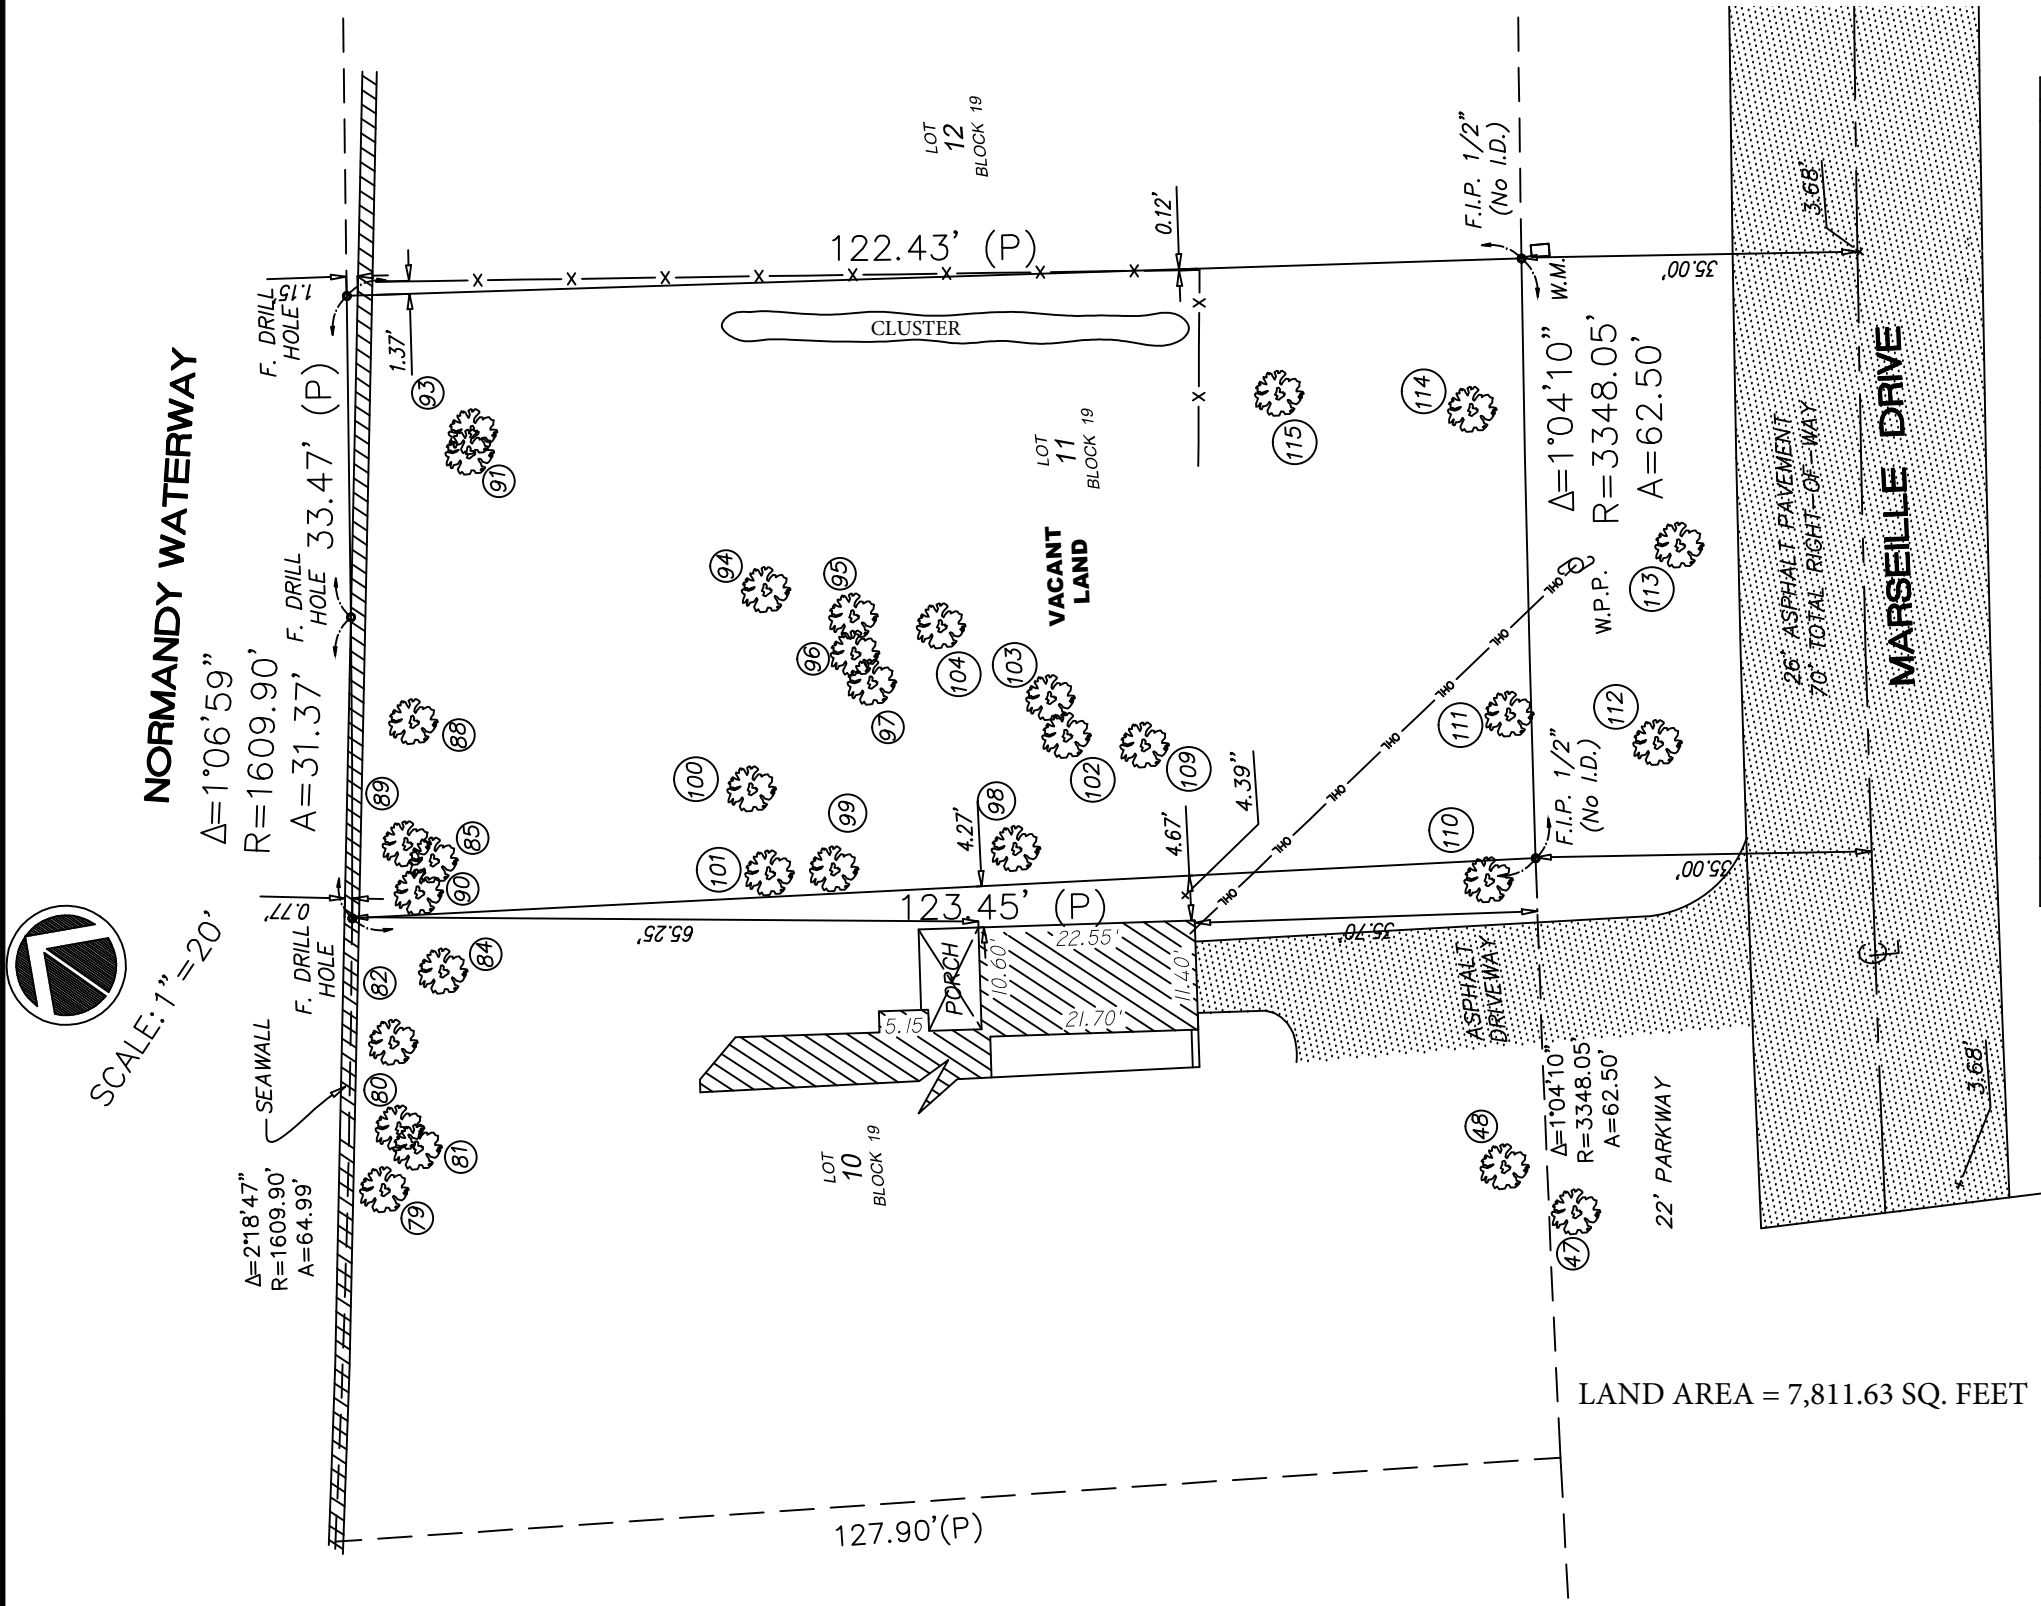 NORMANDY WATERWAY
Δ=1°06'59"
R=1609.90'
A=31.37'
33.47' (P)
F. DRILL
HOLE
1.15'
F. DRILL
HOLE
F. DRILL
HOLE
0.77'
SCALE: 1"=20'
SEAWALL
Δ=2°18'47"
R=1609.90'
A=64.99'
122.43' (P)
1.37'
0.12'
LOT
12
BLOCK 19
CLUSTER
LOT
11
BLOCK 19
VACANT
LAND
F.I.P. 1/2"
(No I.D.)
W.M.
35.00'
3.68'
Δ=1°04'10"
R=3348.05'
A=62.50'
26' ASPHALT PAVEMENT
70' TOTAL RIGHT-OF-WAY
MARSEILLE DRIVE
93
91
94
95
96
97
104
103
102
109
100
99
101
98
88
89
85
90
84
82
80
81
79
115
114
113
112
111
110
48
47
W.P.P.
OHL
OHL
OHL
OHL
OHL
OHL
OHL
4.27'
4.67'
4.39"
123.45' (P)
65.25'
35.70'
F.I.P. 1/2"
(No I.D.)
35.00'
PORCH
22.55'
10.60'
11.40'
21.70'
5.15
ASPHALT
DRIVEWAY
LOT
10
BLOCK 19
Δ=1°04'10"
R=3348.05'
A=62.50'
22' PARKWAY
3.68'
CL
127.90'(P)
LAND AREA = 7,811.63 SQ. FEET
X
X
X
X
X
X
X
X
X
X